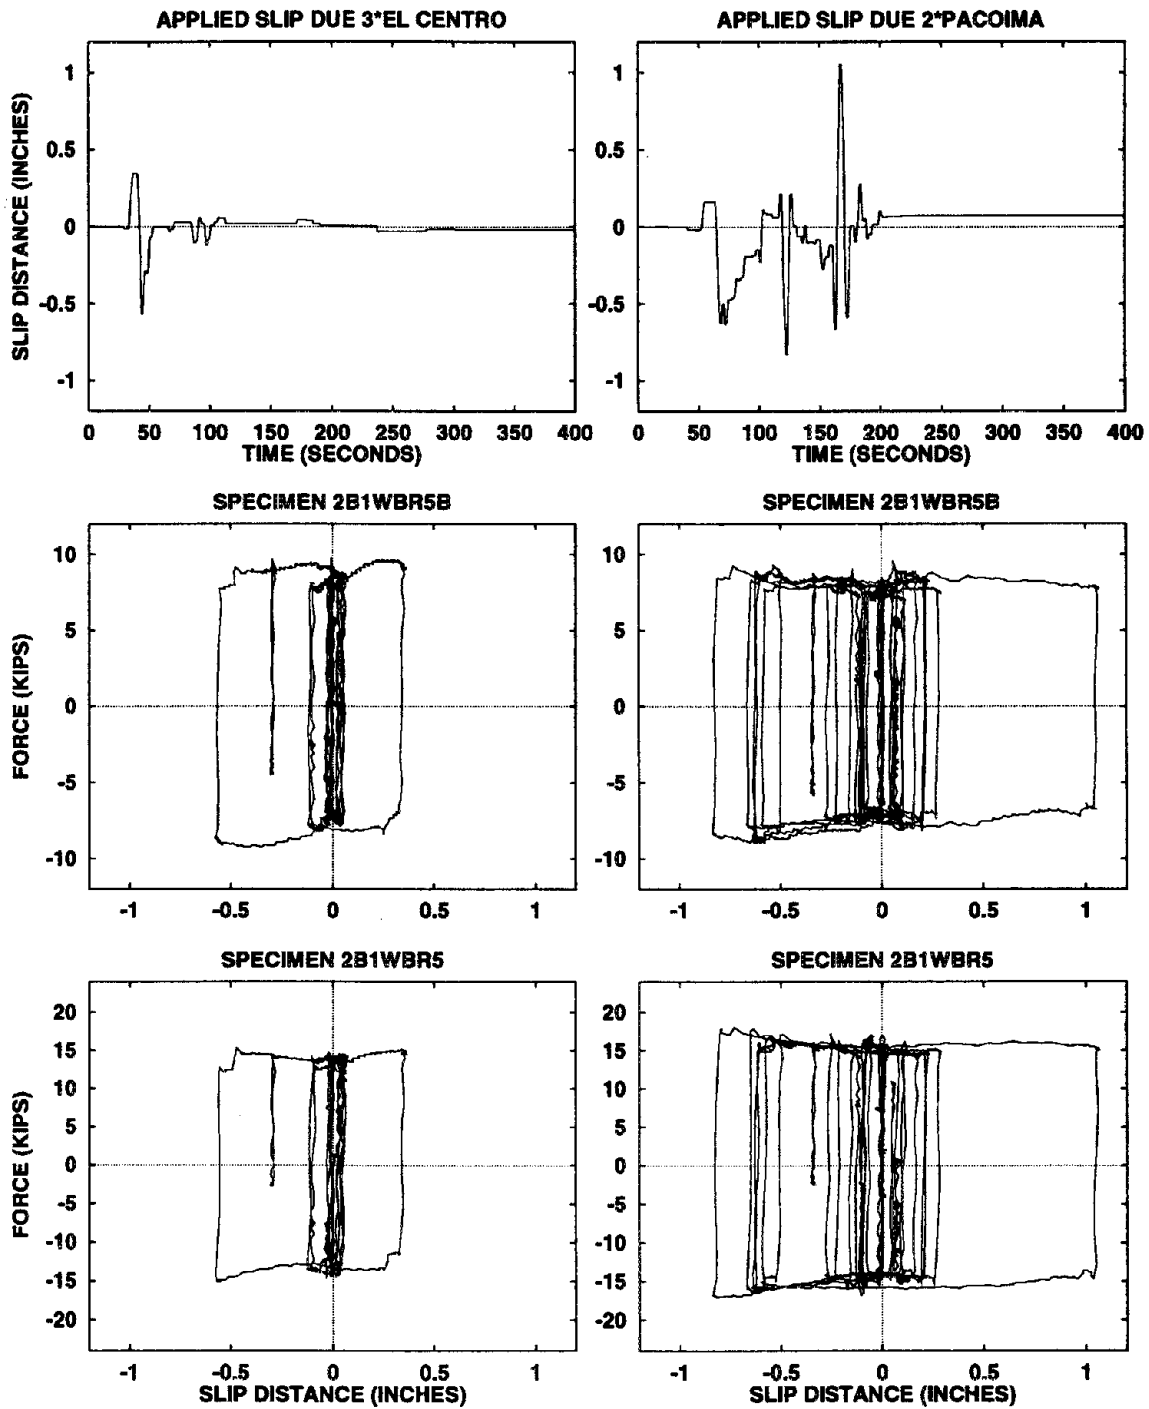 APPLIED SLIP DUE 3*EL CENTRO
APPLIED SLIP DUE 2*PACOIMA
SLIP DISTANCE (INCHES)
1
0.5
0
-0.5
-1
1
0.5
0
-0.5
-1
0 50 100 150 200 250 300 350 400
0 50 100 150 200 250 300 350 400
TIME (SECONDS)
TIME (SECONDS)
SPECIMEN 2B1WBR5B
SPECIMEN 2B1WBR5B
FORCE (KIPS)
10
5
0
-5
-10
10
5
0
-5
-10
-1 -0.5 0 0.5 1
-1 -0.5 0 0.5 1
SPECIMEN 2B1WBR5
SPECIMEN 2B1WBR5
FORCE (KIPS)
20
15
10
5
0
-5
-10
-15
-20
20
15
10
5
0
-5
-10
-15
-20
-1 -0.5 0 0.5 1
-1 -0.5 0 0.5 1
SLIP DISTANCE (INCHES)
SLIP DISTANCE (INCHES)